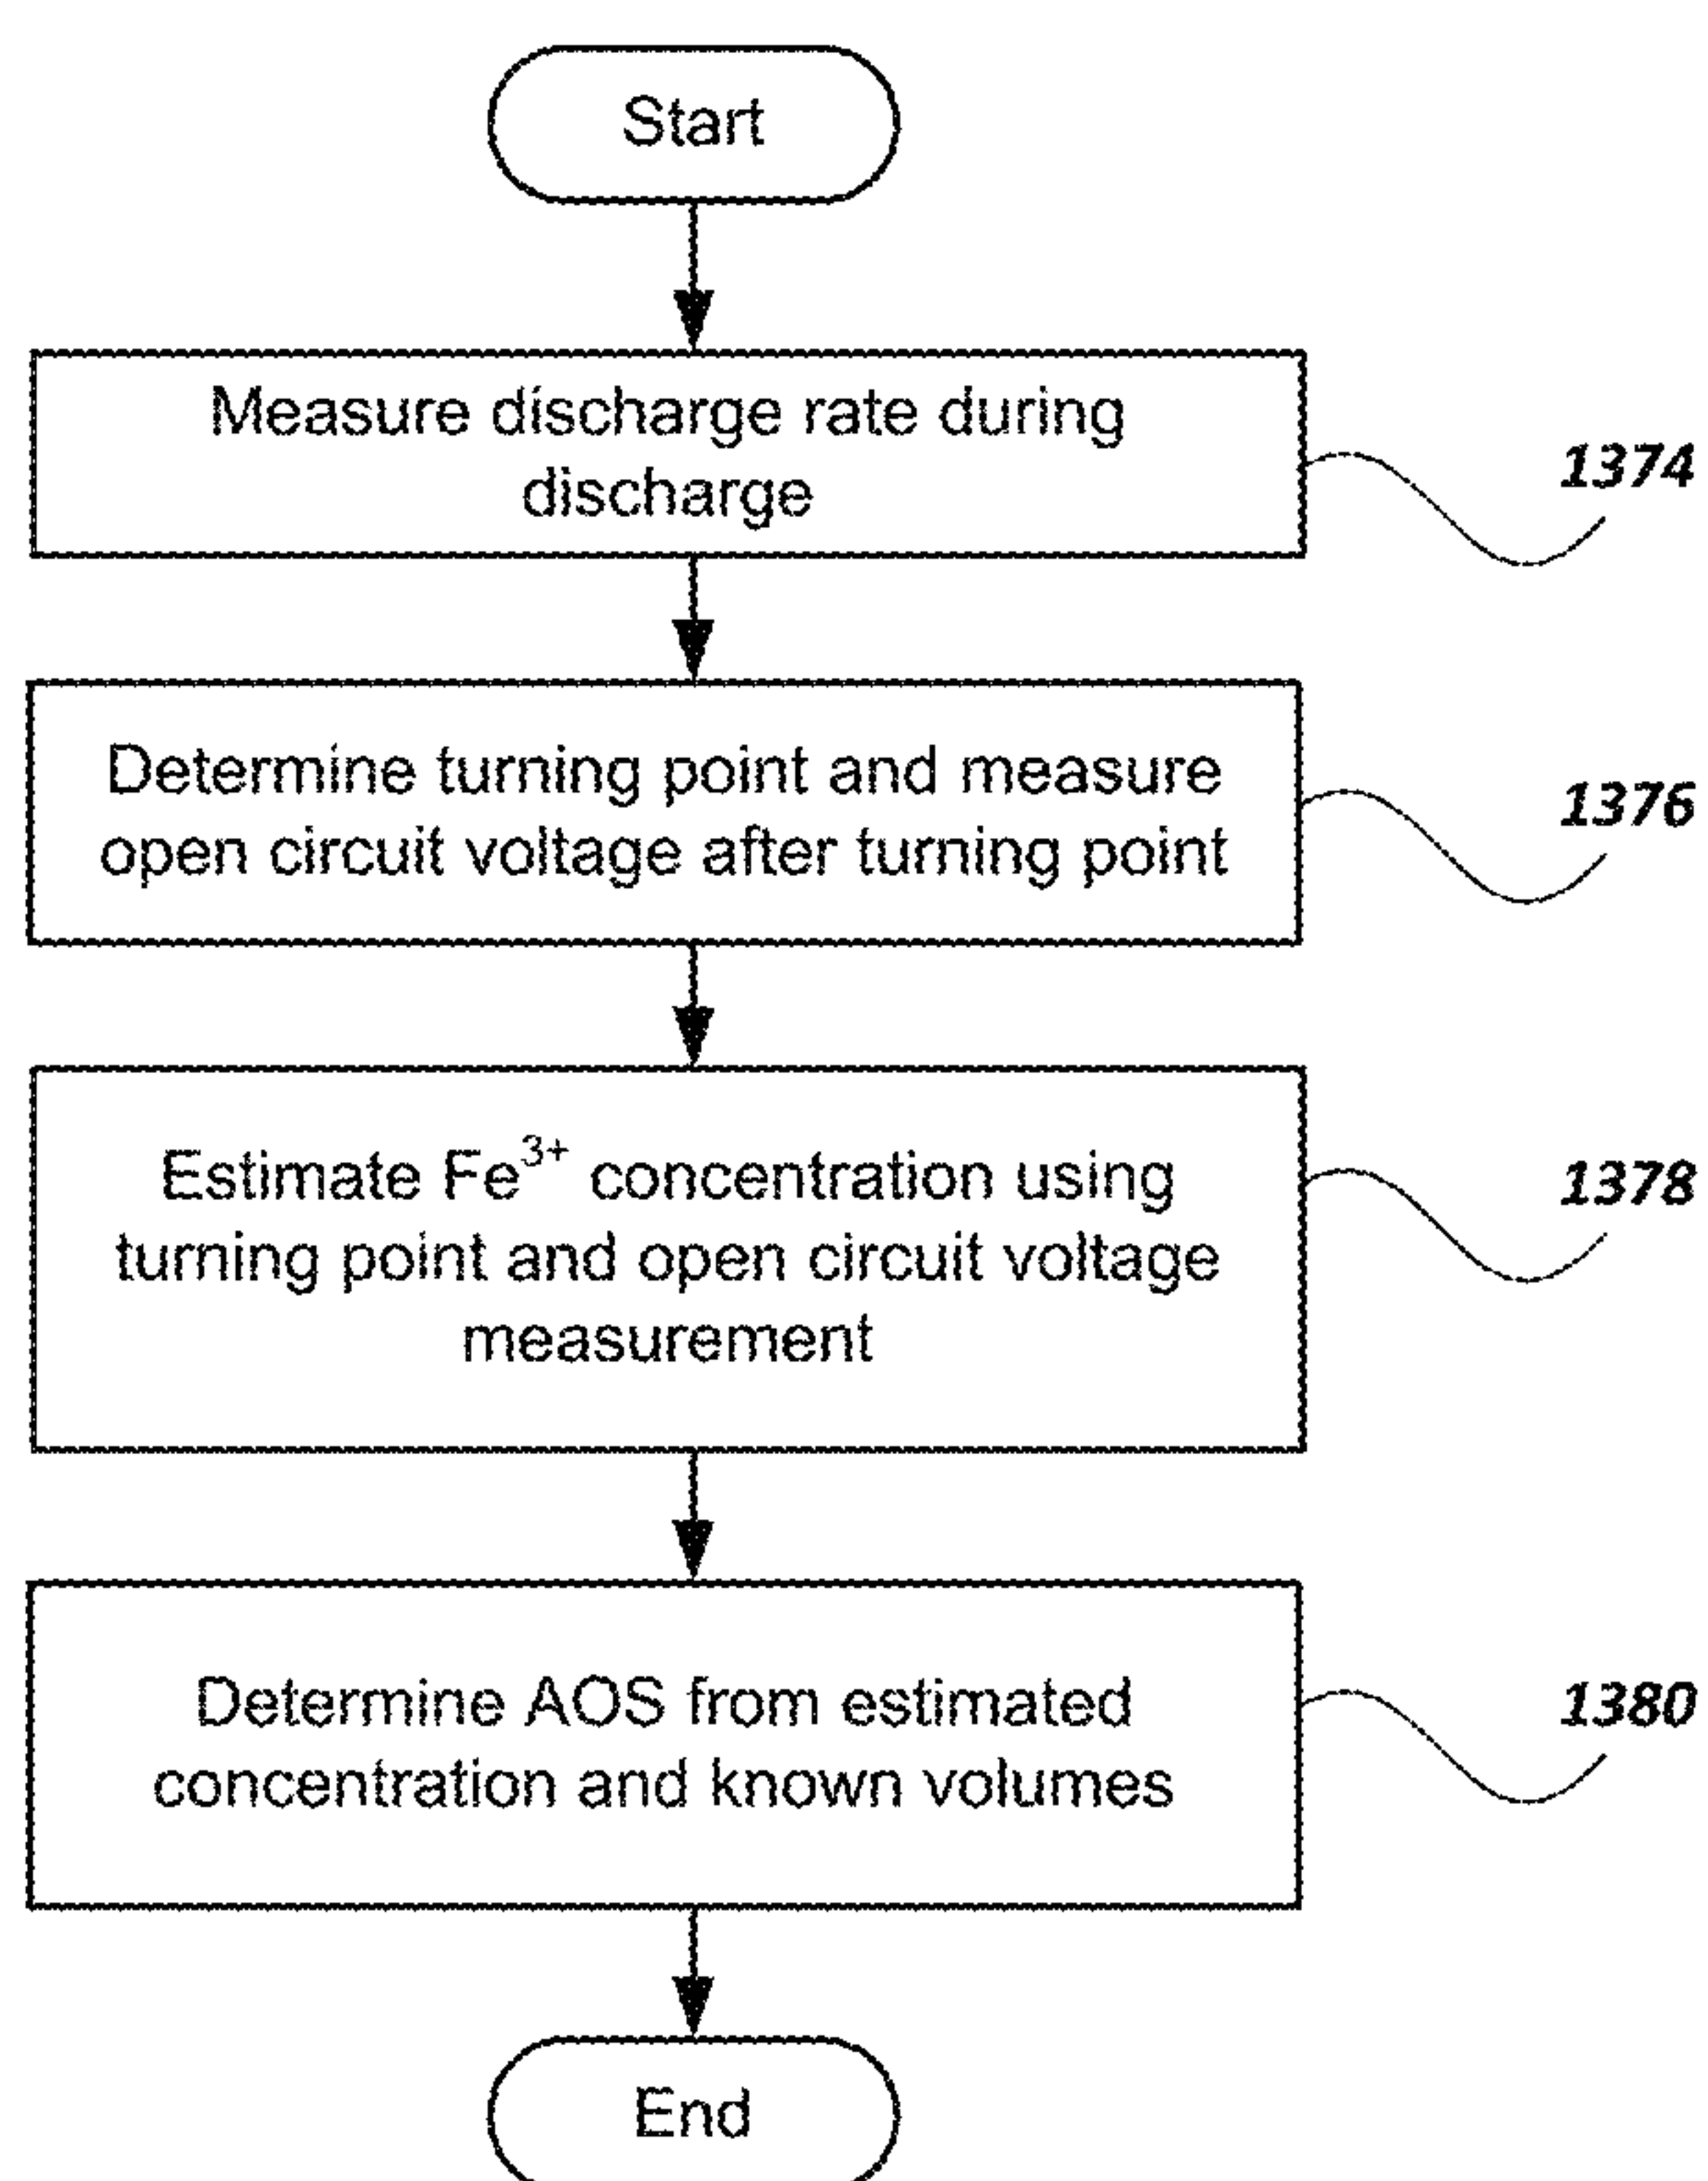 Start
Measure discharge rate during
discharge
1374
Determine turning point and measure
open circuit voltage after turning point
1376
Estimate Fe³⁺ concentration using
turning point and open circuit voltage
measurement
1378
Determine AOS from estimated
concentration and known volumes
1380
End